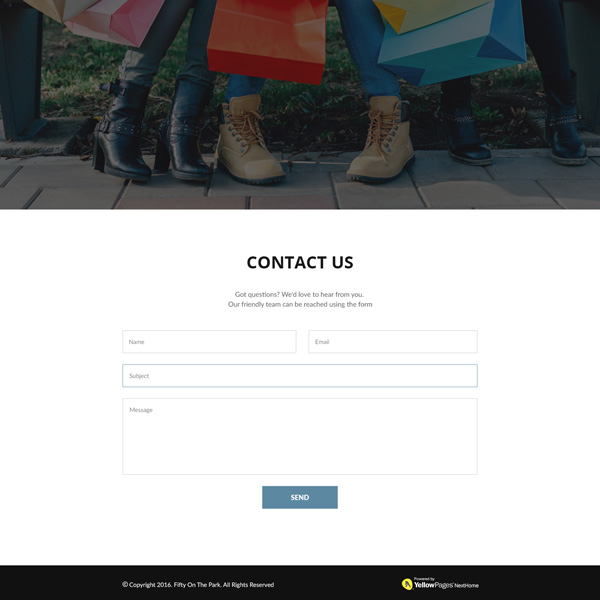 CONTACT US
Got questions? We'd love to hear from you.
Our friendly team can be reached using the form
Name
Email
Subject
Message
SEND
© Copyright 2016. Fifty On The Park. All Rights Reserved
Powered by
YellowPages NextHome